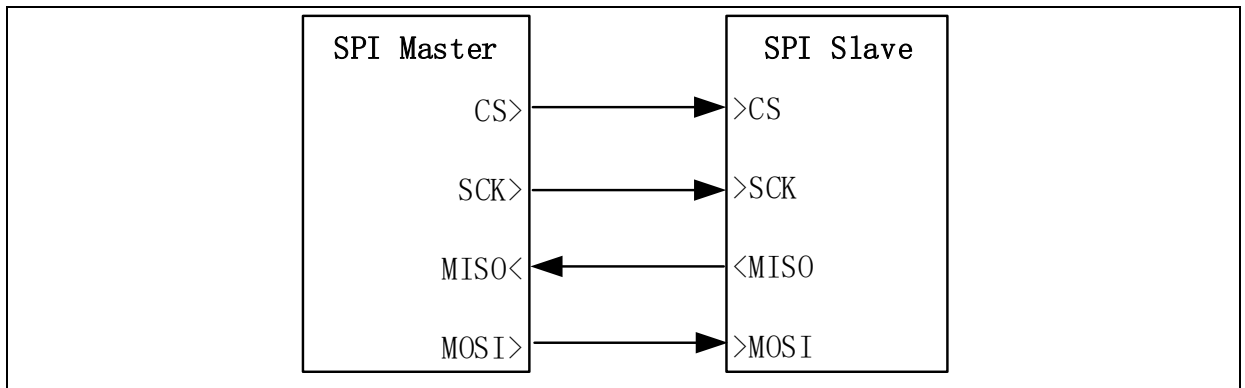 SPI Master
CS>
SCK>
MISO<
MOSI>
SPI Slave
>CS
>SCK
<MISO
>MOSI